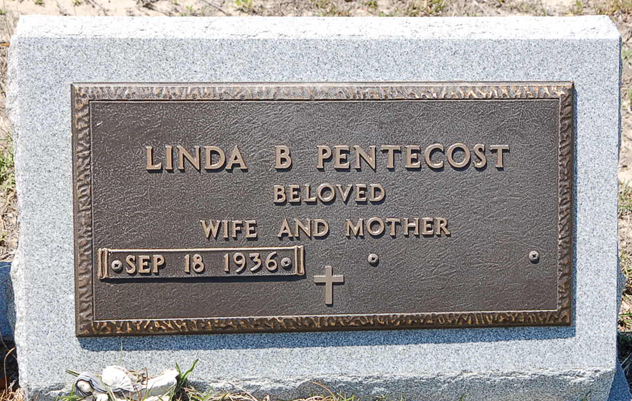 LINDA B PENTECOST
BELOVED
WIFE AND MOTHER
SEP 18 1936